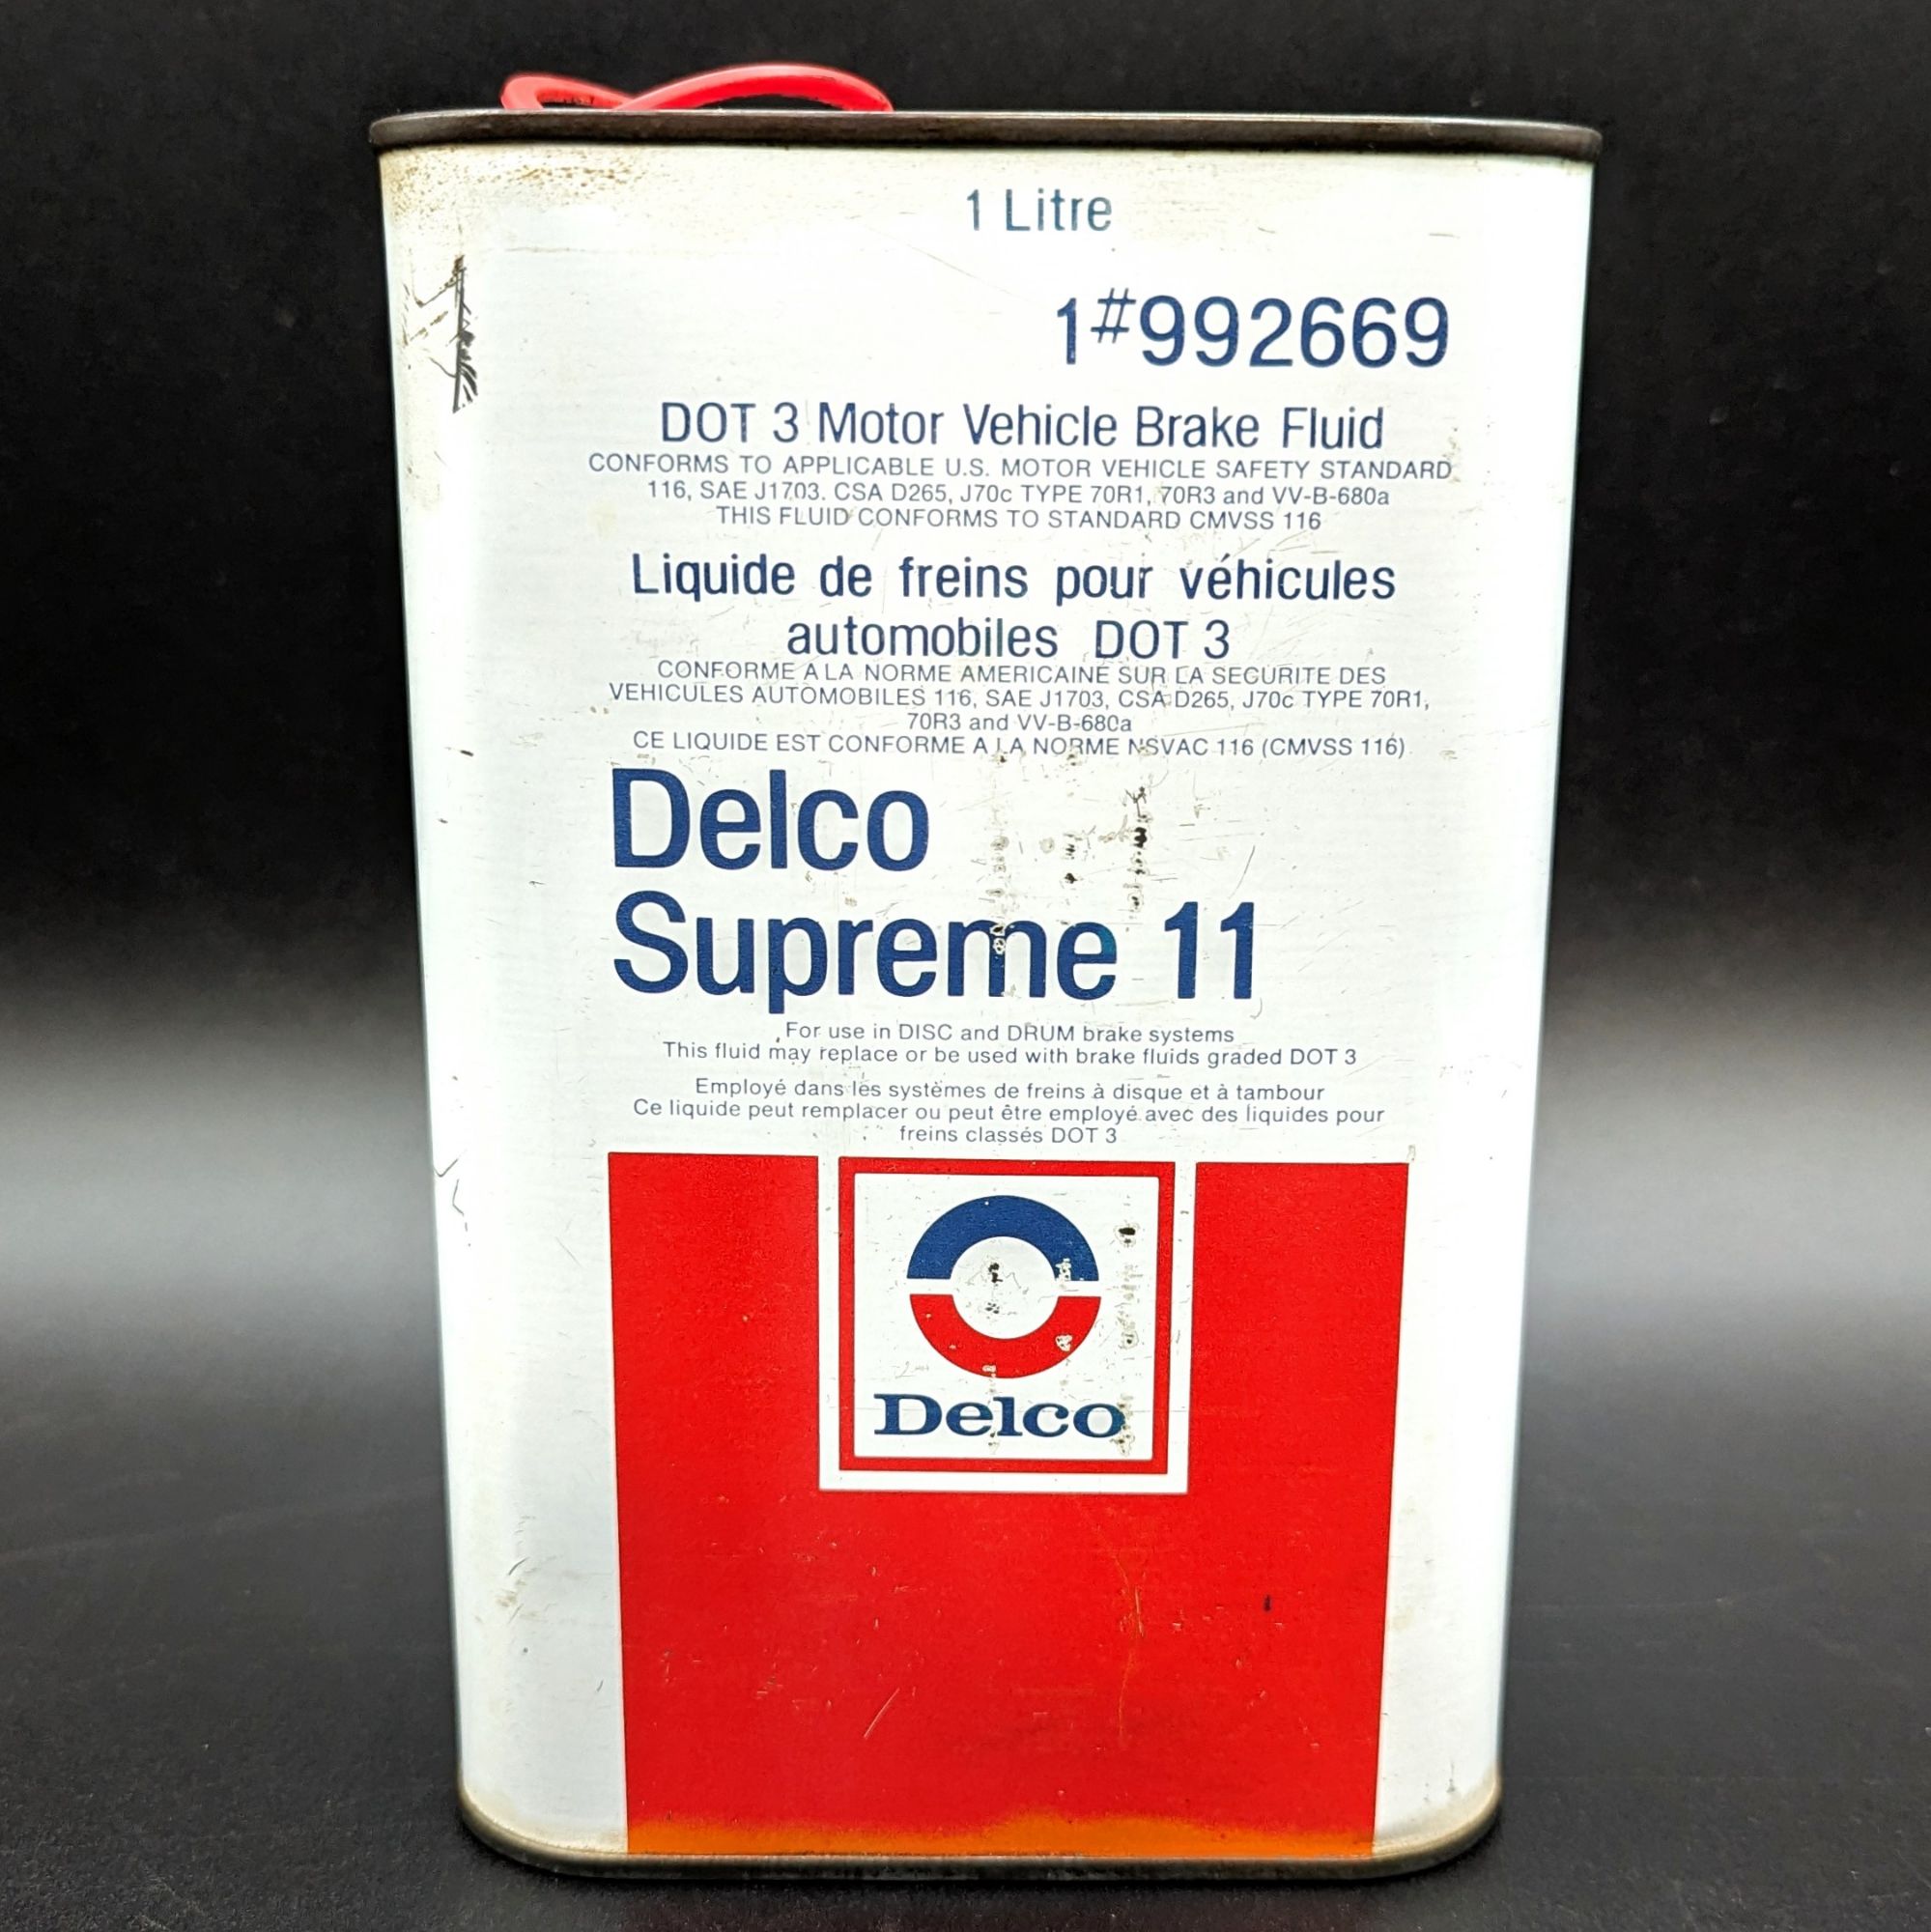 1 Litre
1#992669
DOT 3 Motor Vehicle Brake Fluid
CONFORMS TO APPLICABLE U.S. MOTOR VEHICLE SAFETY STANDARD
116, SAE J1703. CSA D265, J70c TYPE 70R1, 70R3 and VV-B-680a
THIS FLUID CONFORMS TO STANDARD CMVSS 116
Liquide de freins pour véhicules
automobiles DOT 3
CONFORME A LA NORME AMERICAINE SUR LA SECURITE DES
VEHICULES AUTOMOBILES 116, SAE J1703, CSA D265, J70c TYPE 70R1,
70R3 and VV-B-680a
CE LIQUIDE EST CONFORME A LA NORME NSVAC 116 (CMVSS 116)
Delco
Supreme 11
For use in DISC and DRUM brake systems
This fluid may replace or be used with brake fluids graded DOT 3
Employé dans les systèmes de freins à disque et à tambour
Ce liquide peut remplacer ou peut être employé avec des liquides pour
freins classés DOT 3
Delco